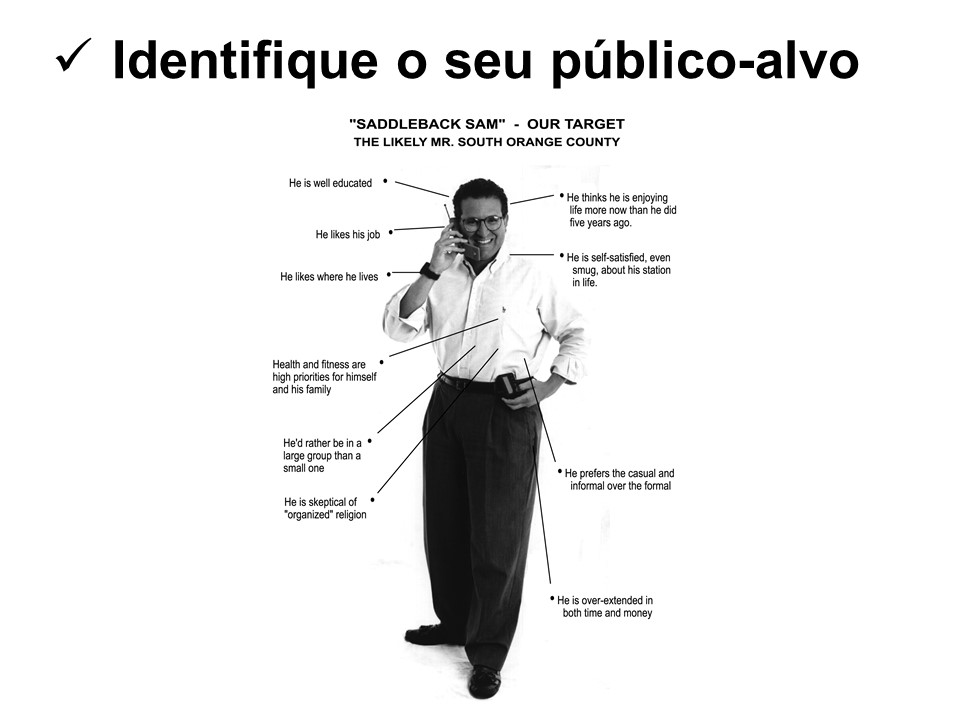 ✓ Identifique o seu público-alvo
"SADDLEBACK SAM" - OUR TARGET
THE LIKELY MR. SOUTH ORANGE COUNTY
He is well educated •
He likes his job •
He likes where he lives •
Health and fitness are •
high priorities for himself
and his family
He'd rather be in a •
large group than a
small one
He is skeptical of •
"organized" religion
• He thinks he is enjoying
life more now than he did
five years ago.
• He is self-satisfied, even
smug, about his station
in life.
• He prefers the casual and
informal over the formal
• He is over-extended in
both time and money